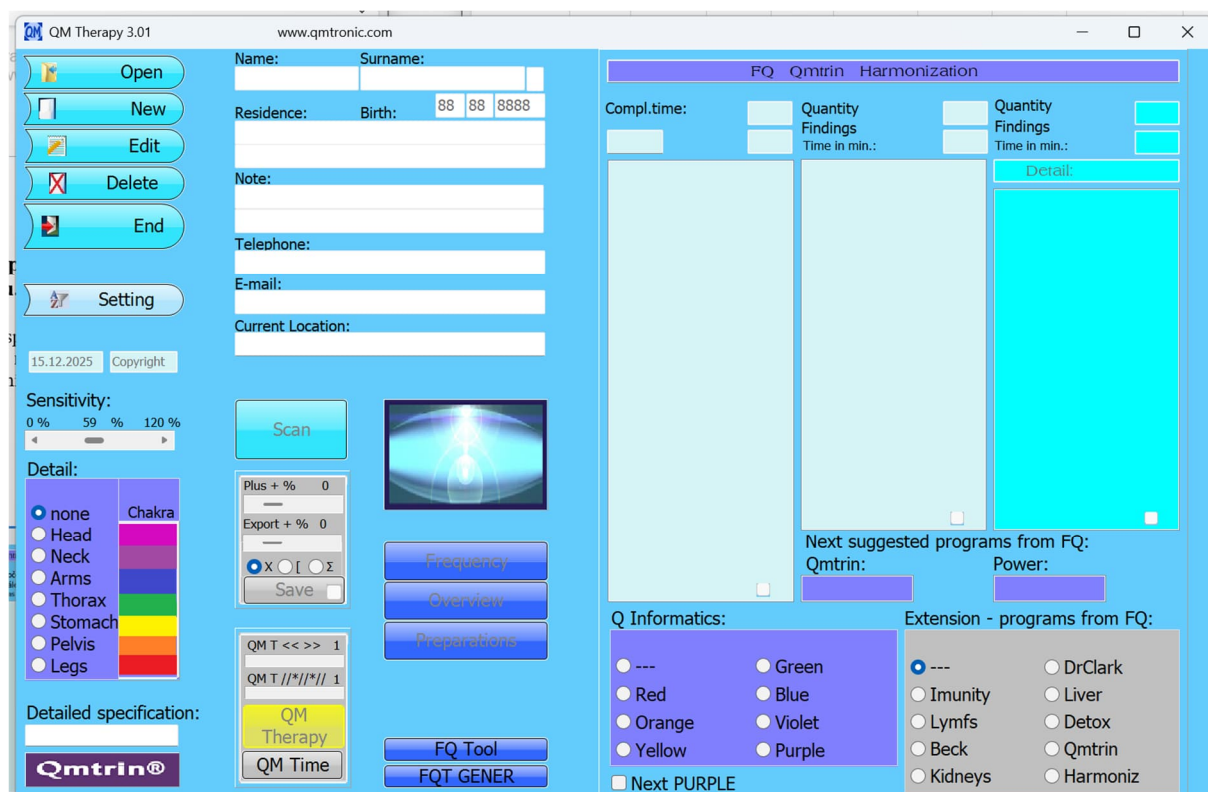 QM Therapy 3.01
www.qmtronic.com
Open
New
Edit
Delete
End
Setting
15.12.2025
Copyright
Sensitivity:
0 %
59 %
120 %
Detail:
none
Chakra
Head
Neck
Arms
Thorax
Stomach
Pelvis
Legs
Detailed specification:
Qmtrin®
Name:
Surname:
Residence:
Birth:
88 88 8888
Note:
Telephone:
E-mail:
Current Location:
Scan
Plus + % 0
Export + % 0
X [ Σ
Save
QM T << >> 1
QM T //*//*// 1
QM
Therapy
QM Time
Frequency
Overview
Preparations
FQ Tool
FQT GENER
FQ Qmtrin Harmonization
Compl.time:
Quantity
Findings
Time in min.:
Quantity
Findings
Time in min.:
Detail:
Next suggested programs from FQ:
Qmtrin:
Power:
Q Informatics:
---
Green
Red
Blue
Orange
Violet
Yellow
Purple
Next PURPLE
Extension - programs from FQ:
---
DrClark
Imunity
Liver
Lymfs
Detox
Beck
Qmtrin
Kidneys
Harmoniz